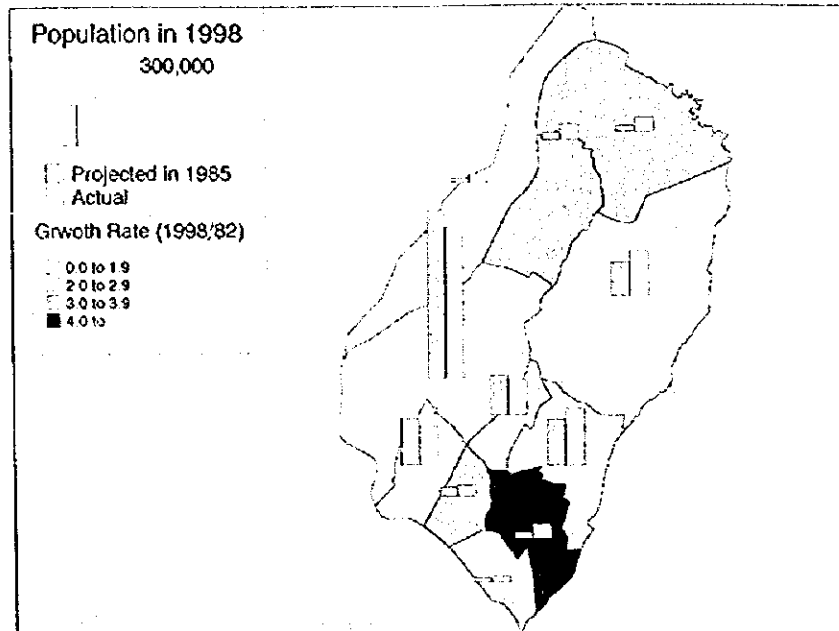 Population in 1998
300,000
Projected in 1985
Actual
Grwoth Rate (1998/82)
0.0 to 1.9
2.0 to 2.9
3.0 to 3.9
4.0 to